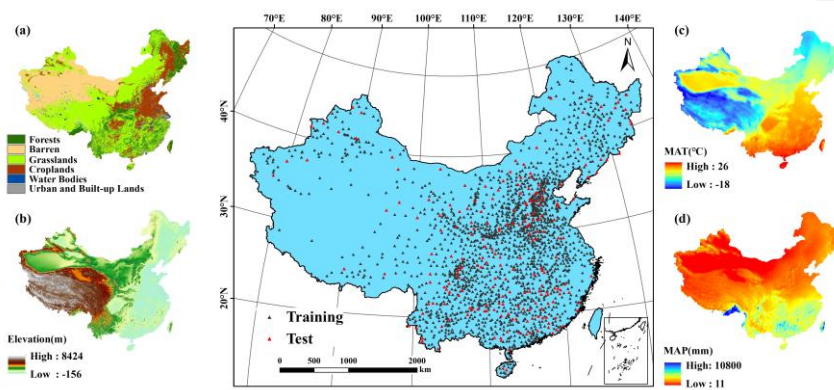 (a)
Forests
Barren
Grasslands
Croplands
Water Bodies
Urban and Built-up Lands
(b)
Elevation(m)
High : 8424
Low : -156
70°E 80°E 90°E 100°E 110°E 120°E 130°E 140°E
N
40°N
30°N
20°N
Training
Test
0 500 1000 2000
km
(c)
MAT(°C)
High : 26
Low : -18
(d)
MAP(mm)
High: 10800
Low : 11